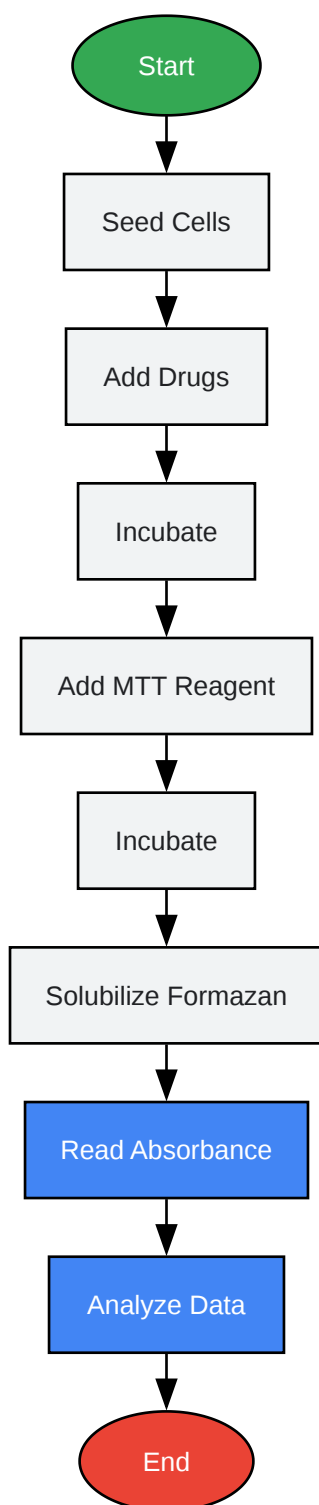 Start
Seed Cells
Add Drugs
Incubate
Add MTT Reagent
Incubate
Solubilize Formazan
Read Absorbance
Analyze Data
End